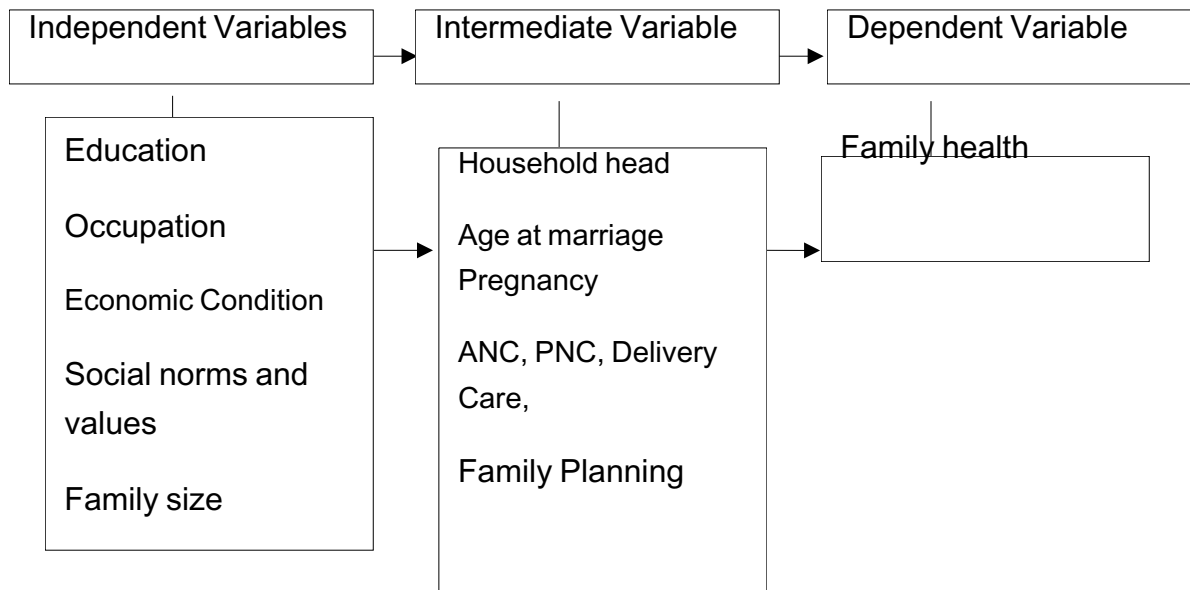 Independent Variables
Intermediate Variable
Dependent Variable
Education
Occupation
Economic Condition
Social norms and
values
Family size
Household head
Age at marriage
Pregnancy
ANC, PNC, Delivery
Care,
Family Planning
Family health